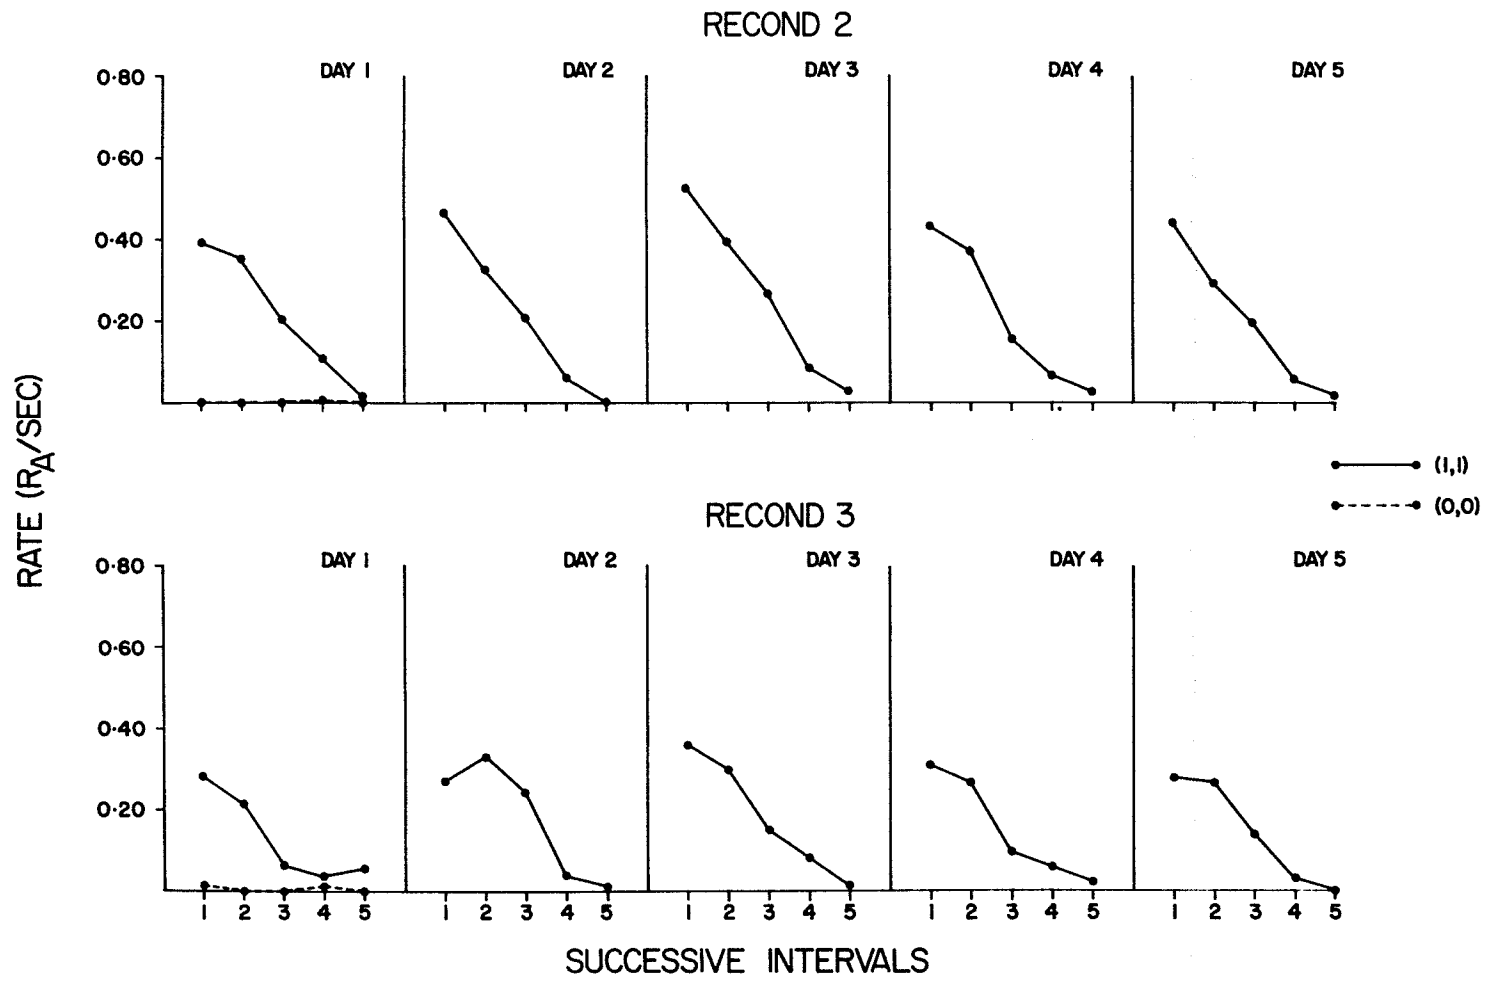 RECOND 2
DAY 1 DAY 2 DAY 3 DAY 4 DAY 5
0·80
0·60
0·40
0·20
RATE (RA/SEC)
(1,1)
(0,0)
RECOND 3
DAY 1 DAY 2 DAY 3 DAY 4 DAY 5
0·80
0·60
0·40
0·20
1 2 3 4 5 1 2 3 4 5 1 2 3 4 5 1 2 3 4 5 1 2 3 4 5
SUCCESSIVE INTERVALS